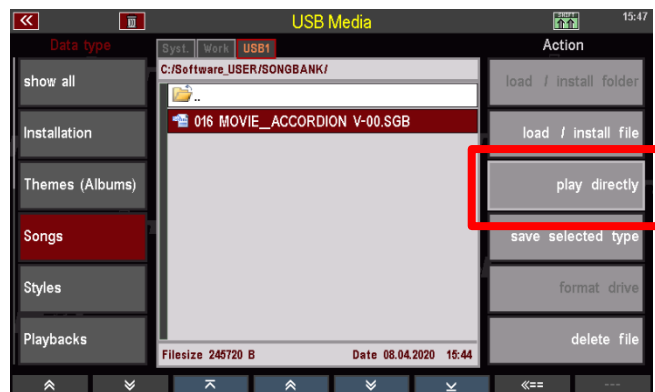 USB Media
SHIFT
15:47
Data type
Syst. Work USB1
Action
C:/Software_USER/SONGBANK/
show all
..
load / install folder
016 MOVIE__ACCORDION V-00.SGB
Installation
load / install file
Themes (Albums)
play directly
Songs
save selected type
Styles
format drive
Playbacks
delete file
Filesize 245720 B Date 08.04.2020 15:44
«== ---